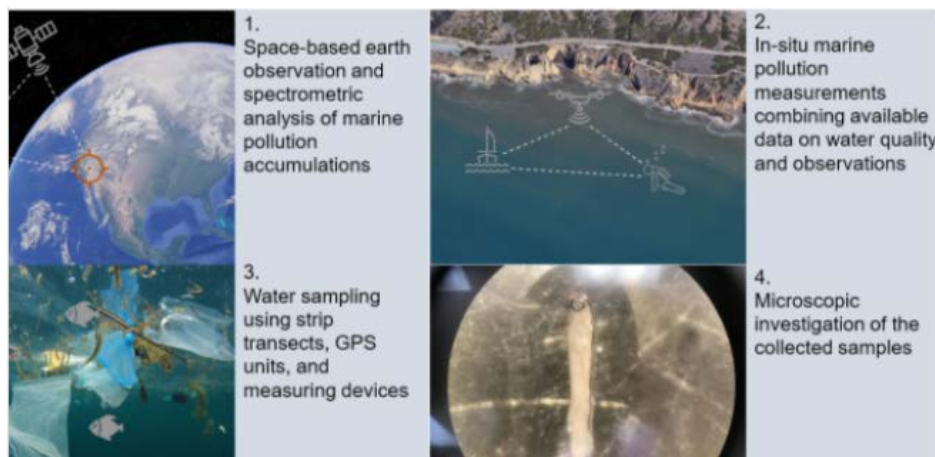 1.
Space-based earth
observation and
spectrometric
analysis of marine
pollution
accumulations
2.
In-situ marine
pollution
measurements
combining available
data on water quality
and observations
3.
Water sampling
using strip
transects, GPS
units, and
measuring devices
4.
Microscopic
investigation of the
collected samples